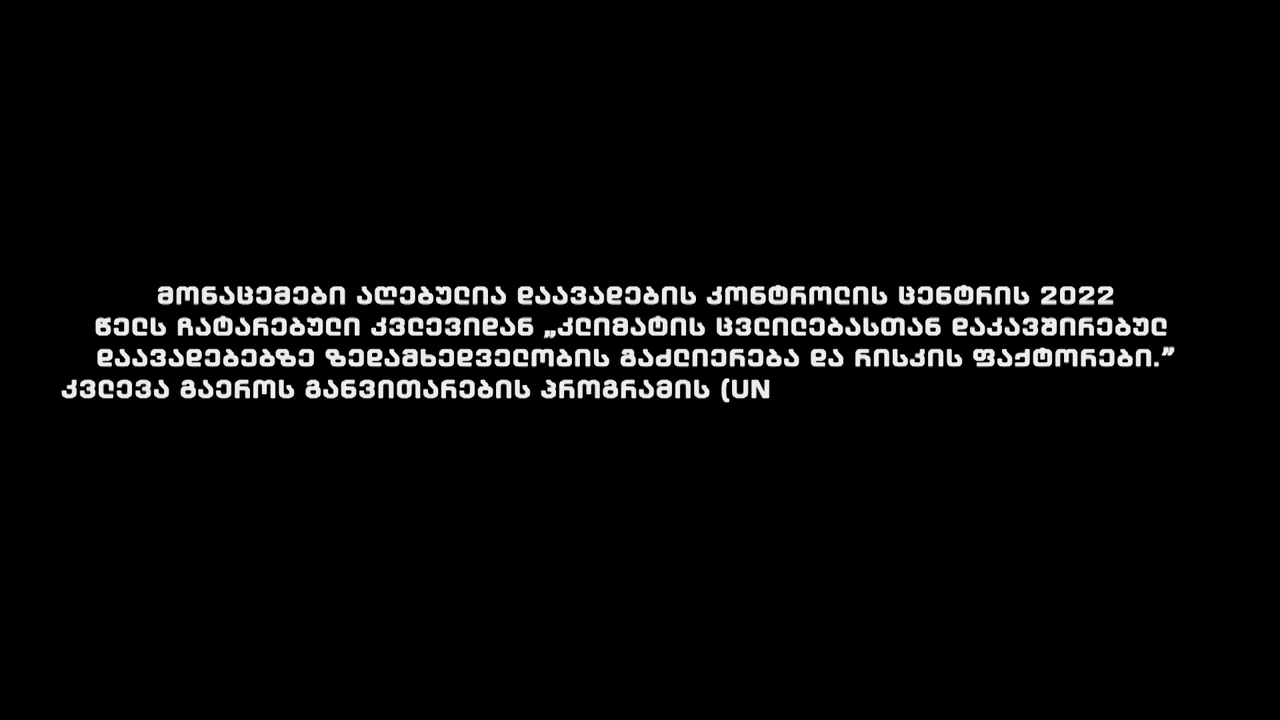 მონაცემები აღებულია დაავადების კონტროლის ცენტრის 2022
წელს ჩატარებული კვლევიდან „კლიმატის ცვლილებასთან დაკავშირებულ
დაავადებებზე ზედამხედველობის გაძლიერება და რისკის ფაქტორები.”
კვლევა გაეროს განვითარების პროგრამის (UN